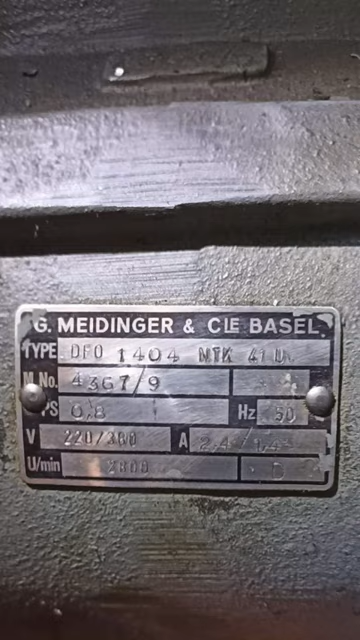 G. MEIDINGER & CIE BASEL
TYPE DFO 1404 NTK 41 U
M No. 4367/9
PS 0,8 Hz 50
V 220/380 A 2.4/1.4
U/min 2800 D